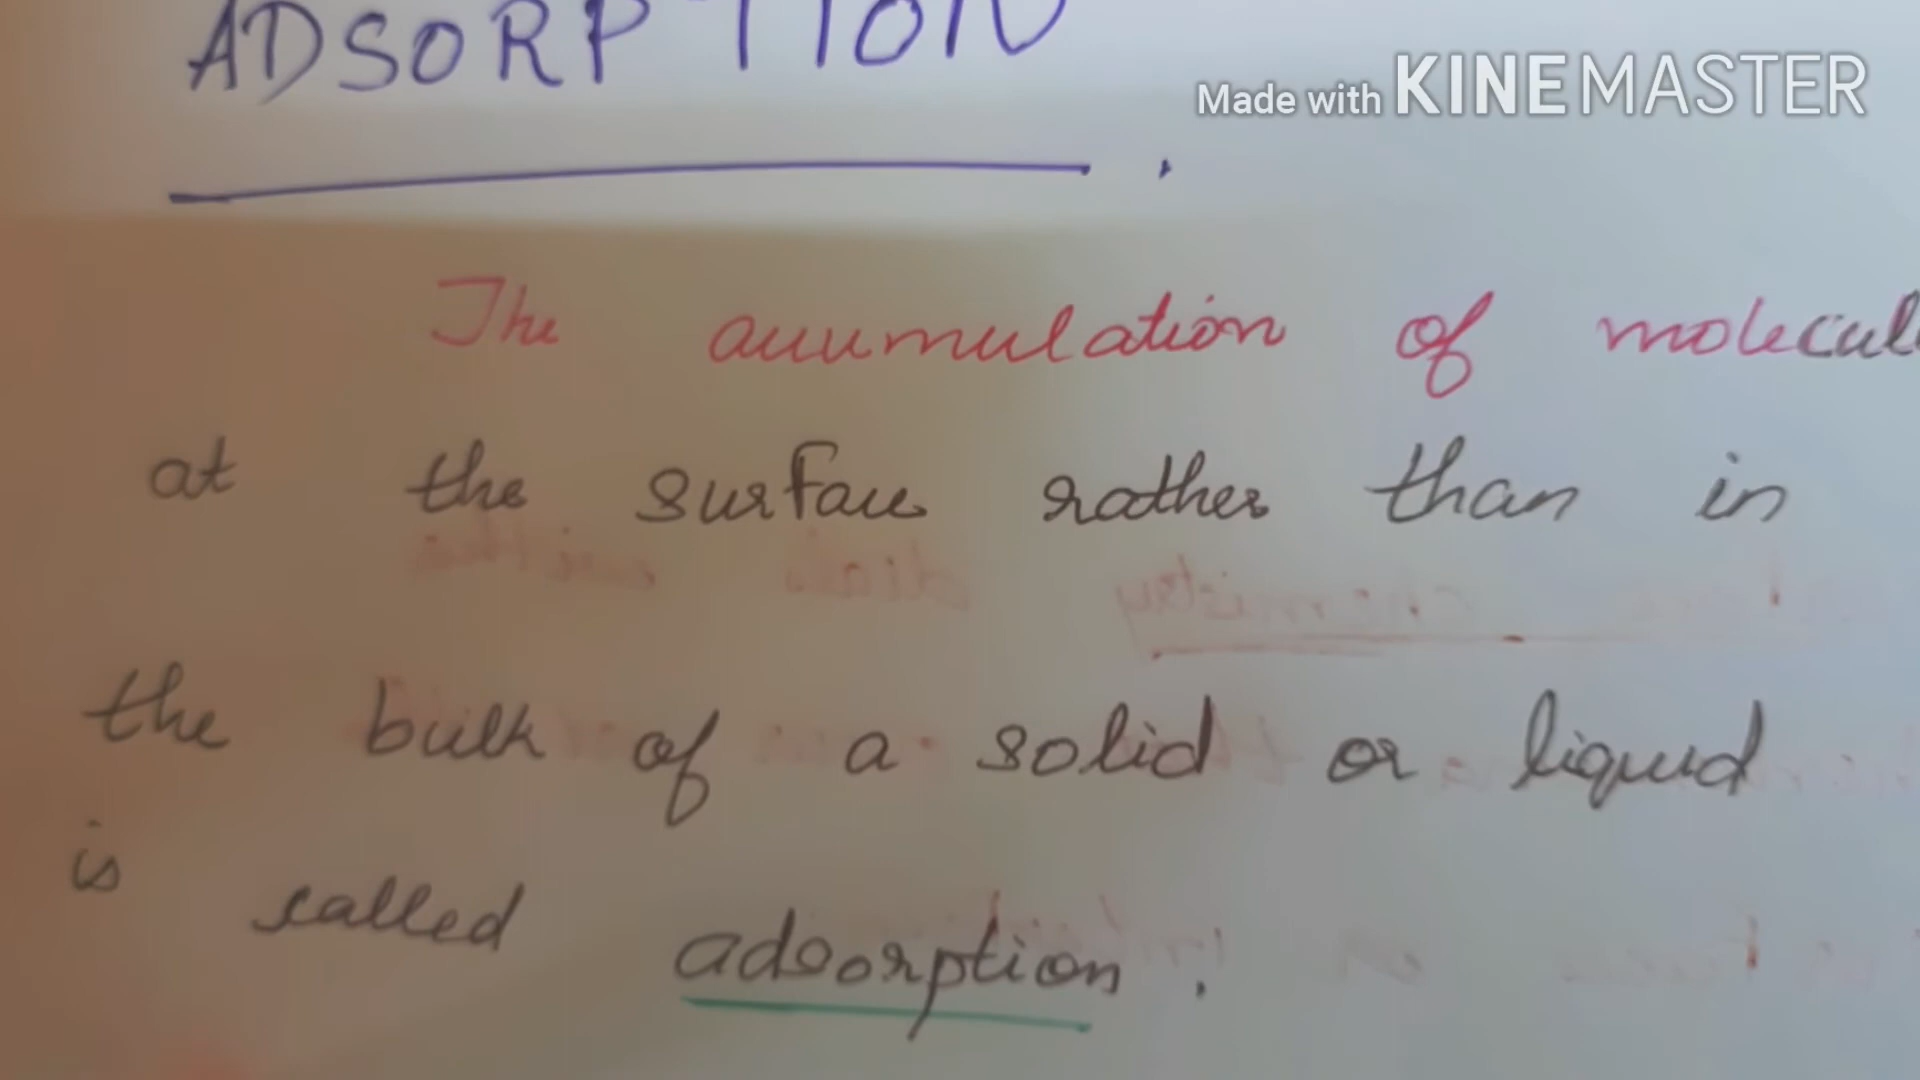 ADSORPTION
Made with KINEMASTER
The accumulation of molecul
at the surface rather than in
the bulk of a solid or liquid
is called adsorption.